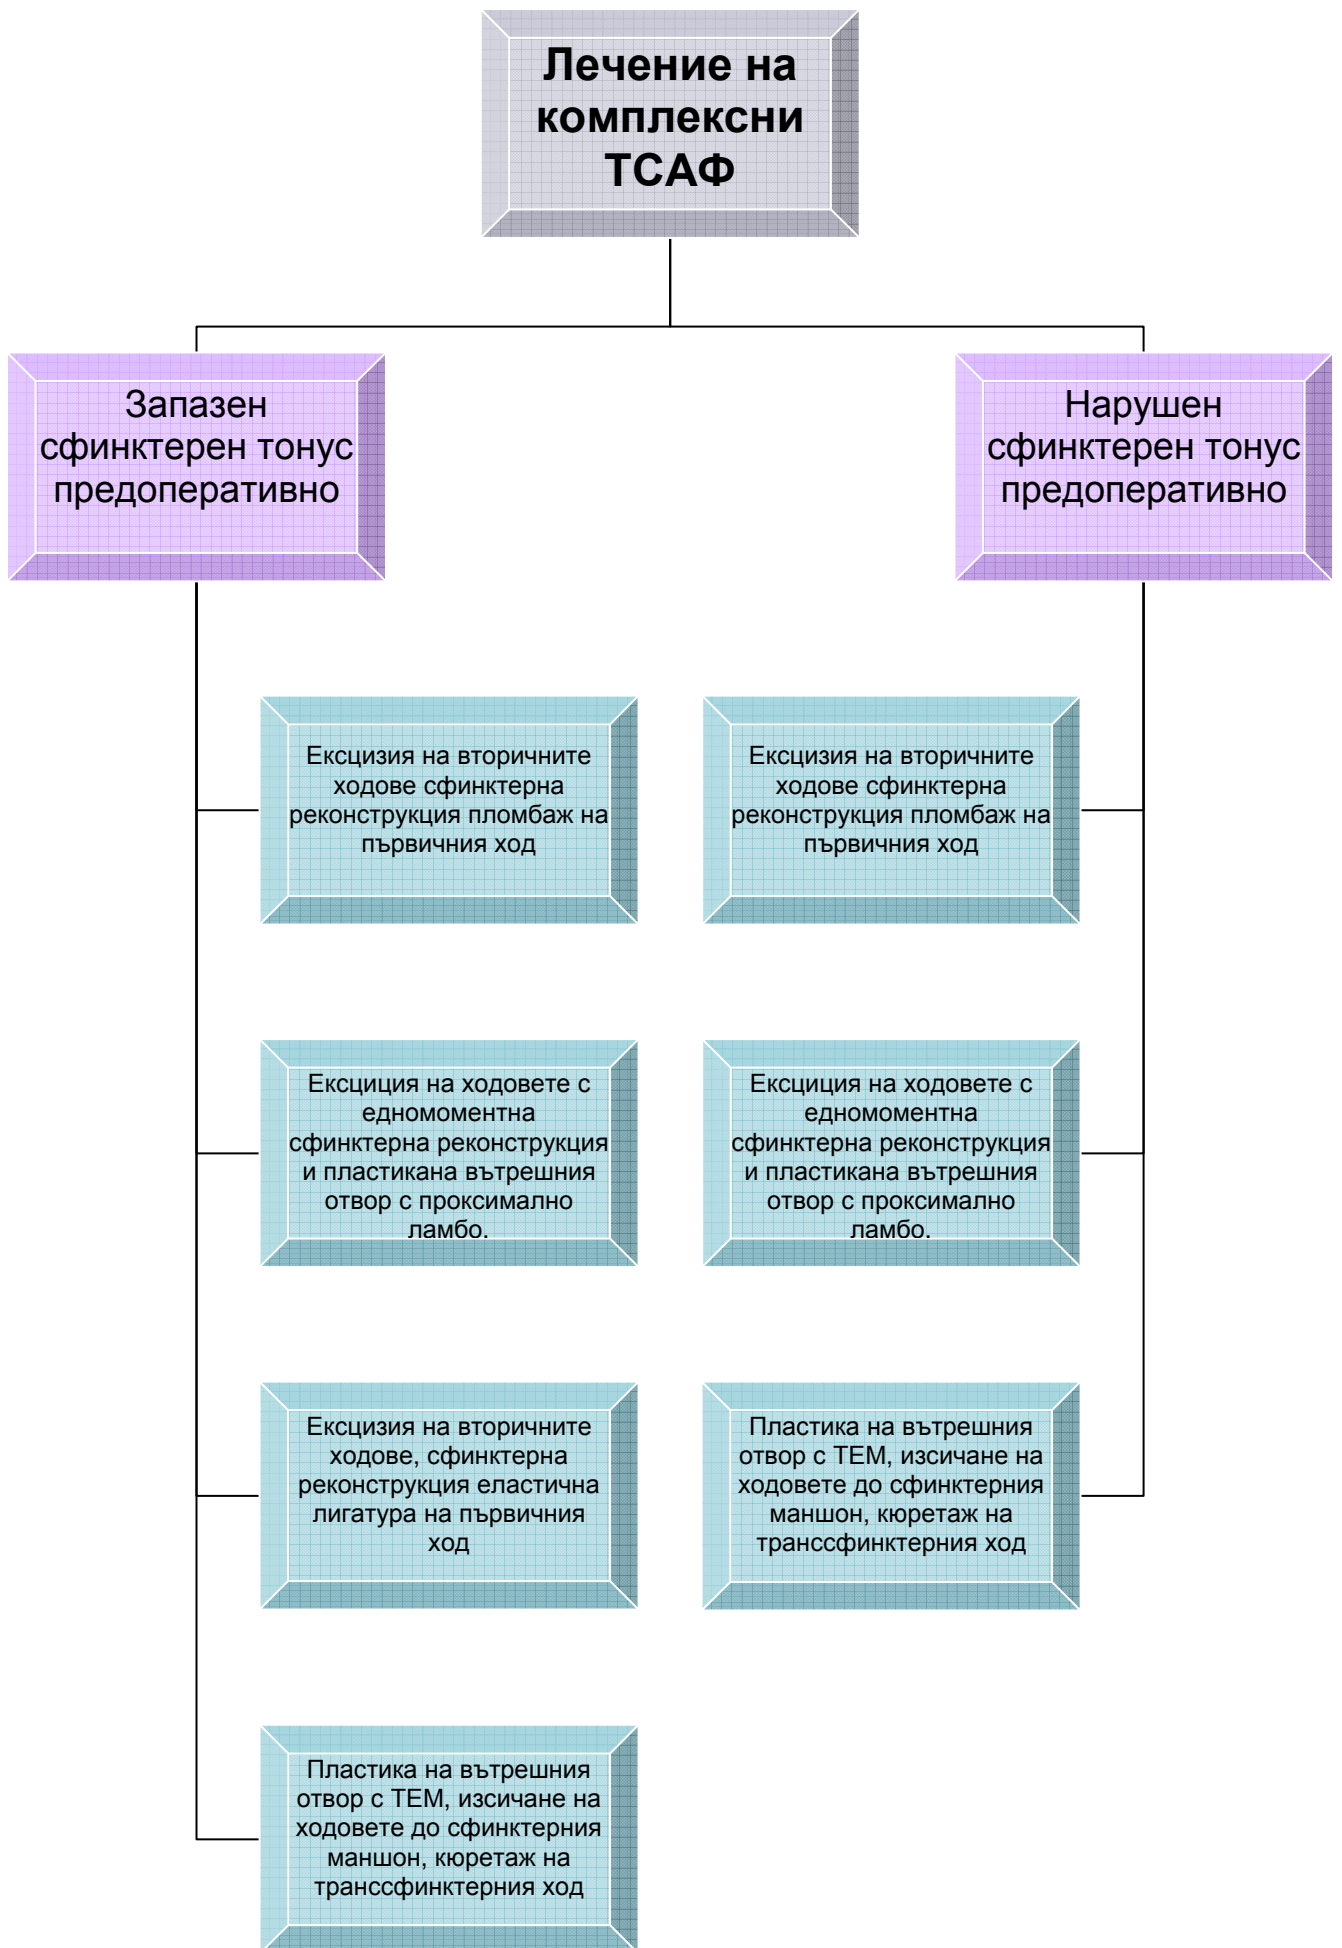 Лечение на
комплексни
ТСАФ
Запазен
сфинктерен тонус
предоперативно
Нарушен
сфинктерен тонус
предоперативно
Ексцизия на вторичните
ходове сфинктерна
реконструкция пломбаж на
първичния ход
Ексцизия на вторичните
ходове сфинктерна
реконструкция пломбаж на
първичния ход
Ексциция на ходовете с
едномоментна
сфинктерна реконструкция
и пластикана вътрешния
отвор с проксимално
ламбо.
Ексциция на ходовете с
едномоментна
сфинктерна реконструкция
и пластикана вътрешния
отвор с проксимално
ламбо.
Ексцизия на вторичните
ходове, сфинктерна
реконструкция еластична
лигатура на първичния
ход
Пластика на вътрешния
отвор с ТЕМ, изсичане на
ходовете до сфинктерния
маншон, кюретаж на
транссфинктерния ход
Пластика на вътрешния
отвор с ТЕМ, изсичане на
ходовете до сфинктерния
маншон, кюретаж на
транссфинктерния ход